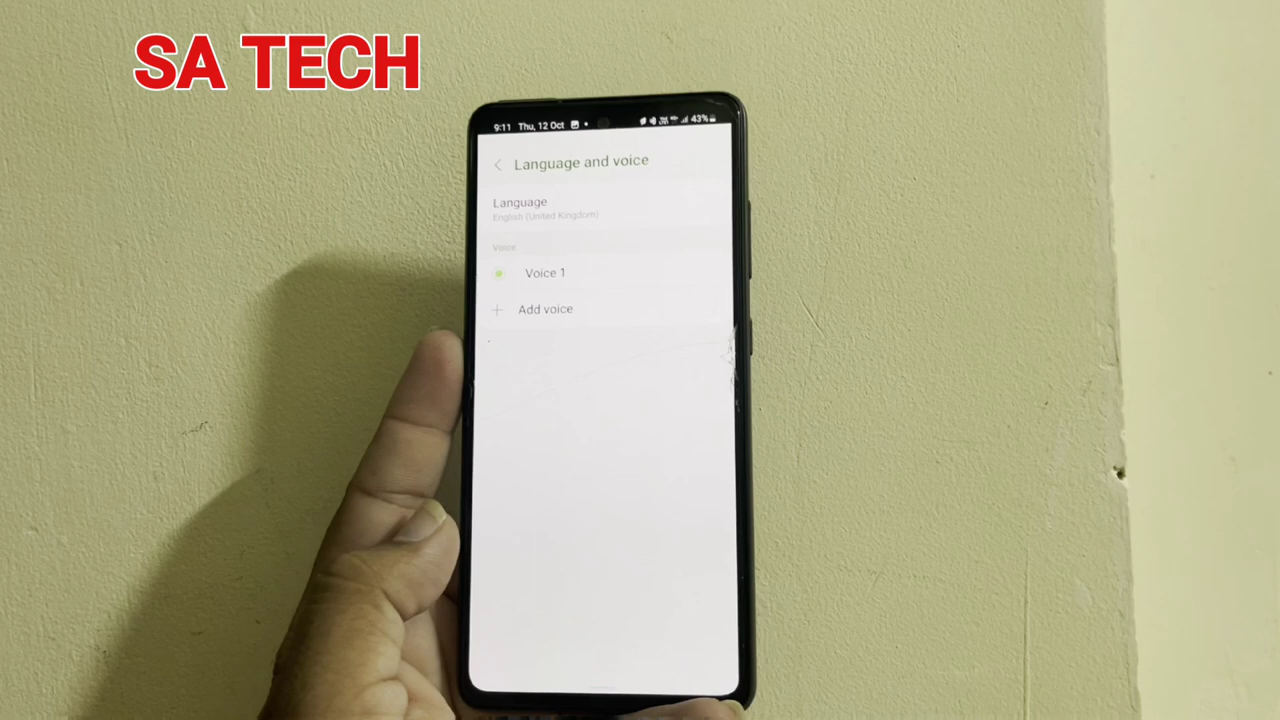 SA TECH
9:11 Thu, 12 Oct 43%
Language and voice
Language
English (United Kingdom)
Voice
Voice 1
Add voice